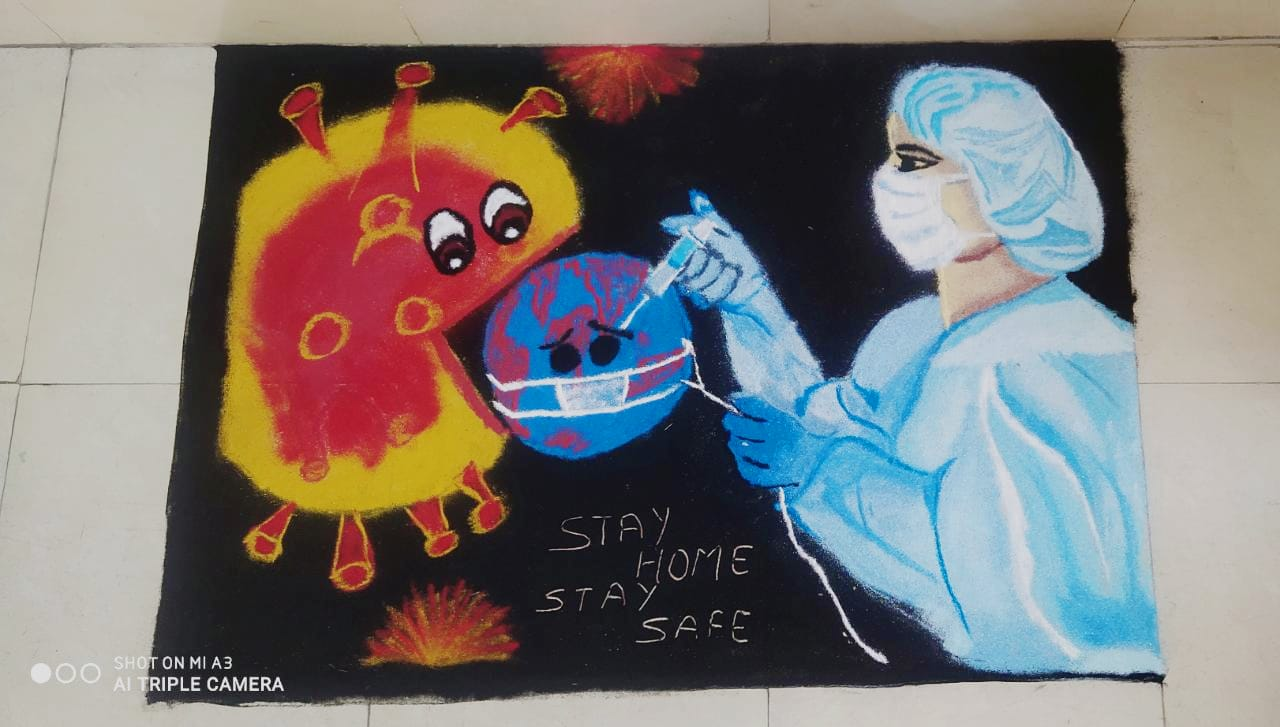 STAY
HOME
STAY
SAFE
SHOT ON MI A3
AI TRIPLE CAMERA